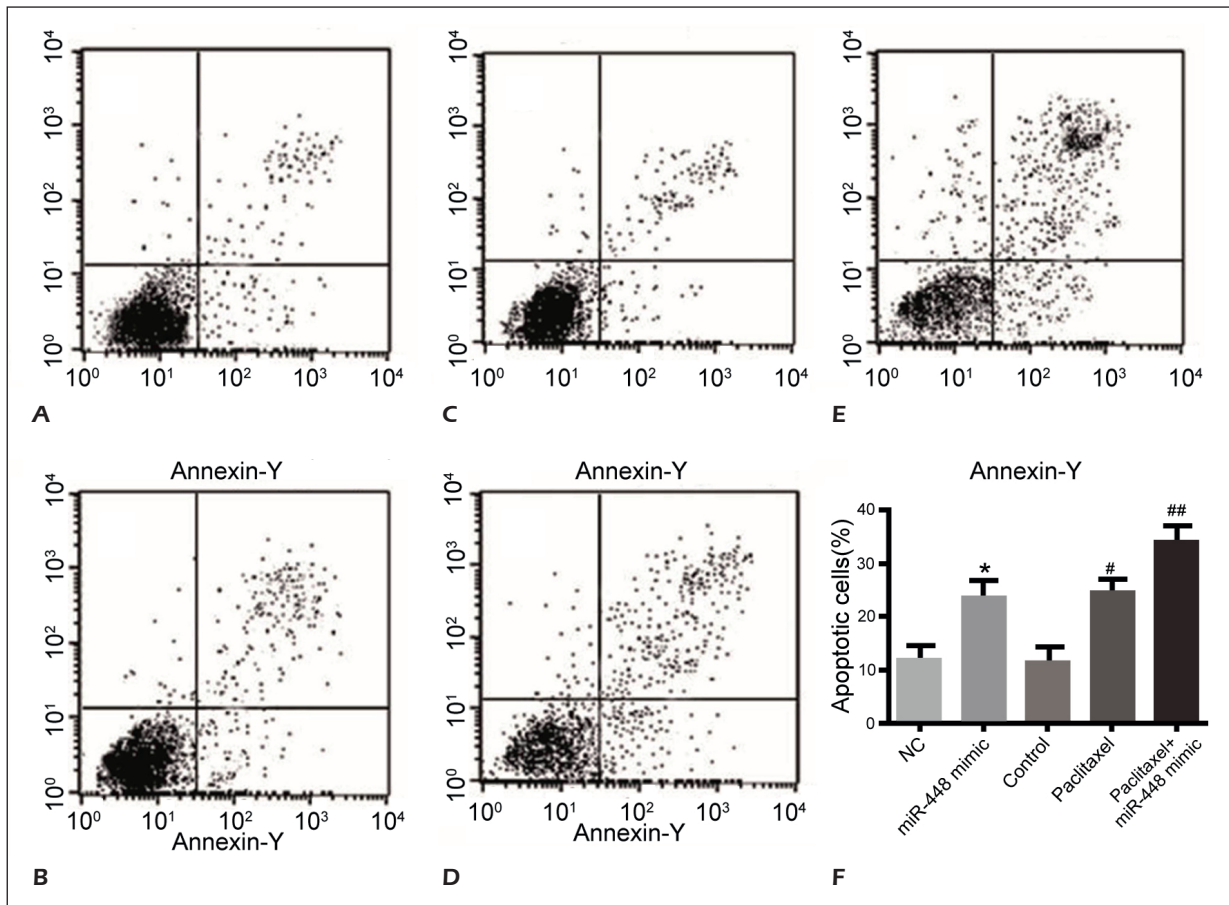 10⁴
10³
10²
10¹
10⁰
10⁰ 10¹ 10² 10³ 10⁴
A
10⁴
10³
10²
10¹
10⁰
10⁰ 10¹ 10² 10³ 10⁴
C
10⁴
10³
10²
10¹
10⁰
10⁰ 10¹ 10² 10³ 10⁴
E
Annexin-Y
10⁴
10³
10²
10¹
10⁰
10⁰ 10¹ 10² 10³ 10⁴
Annexin-Y
B
Annexin-Y
10⁴
10³
10²
10¹
10⁰
10⁰ 10¹ 10² 10³ 10⁴
Annexin-Y
D
Annexin-Y
Apoptotic cells(%)
40
30
20
10
0
*
#
##
NC
miR-448 mimic
Control
Paclitaxel
Paclitaxel+
miR-448 mimic
F